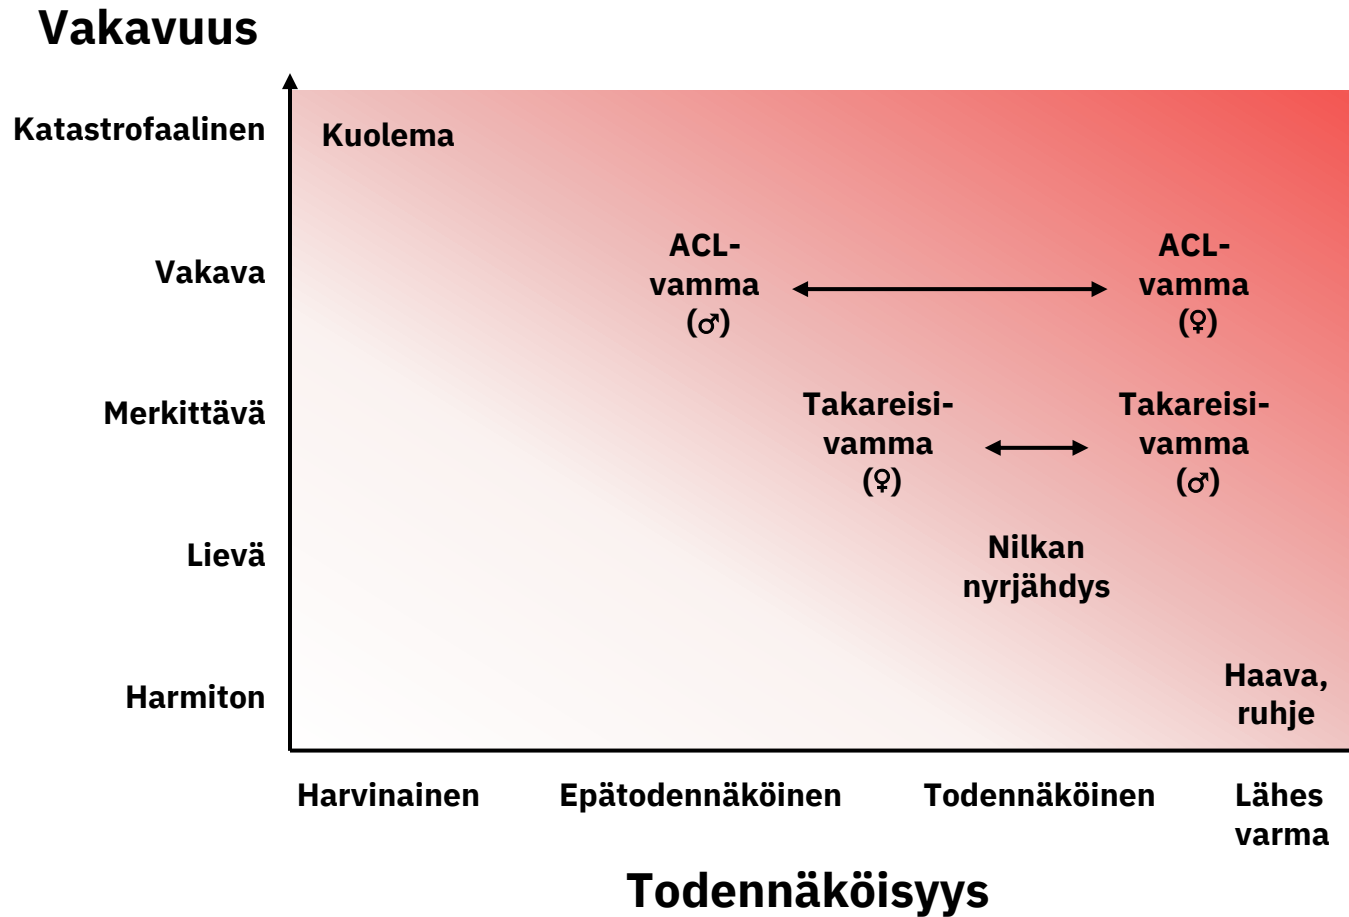 Vakavuus
Katastrofaalinen
Kuolema
Vakava
ACL-
vamma
(♂)
ACL-
vamma
(♀)
Merkittävä
Takareisi-
vamma
(♀)
Takareisi-
vamma
(♂)
Lievä
Nilkan
nyrjähdys
Harmiton
Haava,
ruhje
Harvinainen
Epätodennäköinen
Todennäköinen
Lähes
varma
Todennäköisyys